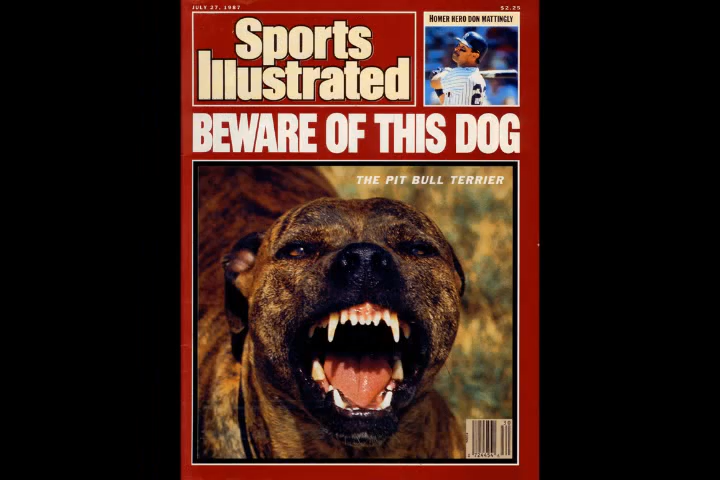 JULY 27, 1987
$2.25
Sports
Illustrated
HOMER HERO DON MATTINGLY
BEWARE OF THIS DOG
THE PIT BULL TERRIER